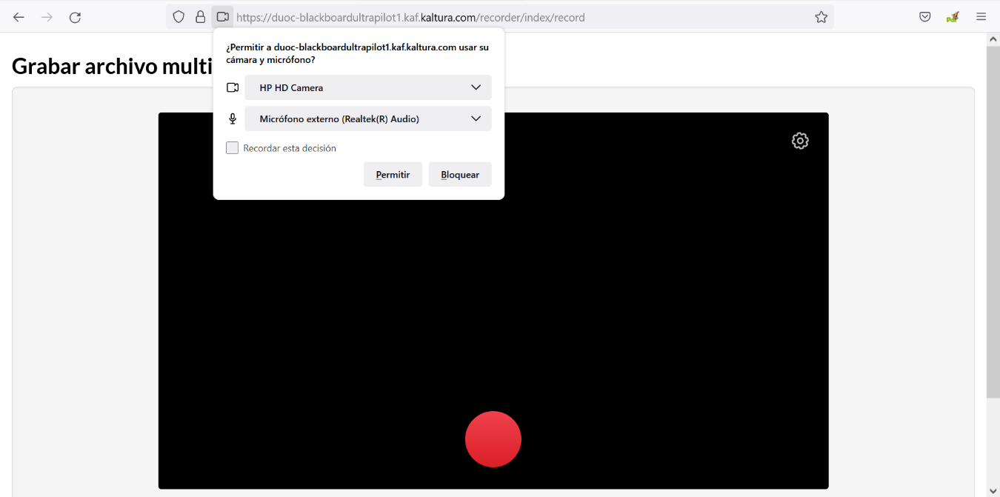 https://duoc-blackboardultrapilot1.kaf.kaltura.com/recorder/index/record
¿Permitir a duoc-blackboardultrapilot1.kaf.kaltura.com usar su
cámara y micrófono?
Grabar archivo multi
HP HD Camera
Micrófono externo (Realtek(R) Audio)
Recordar esta decisión
Permitir
Bloquear